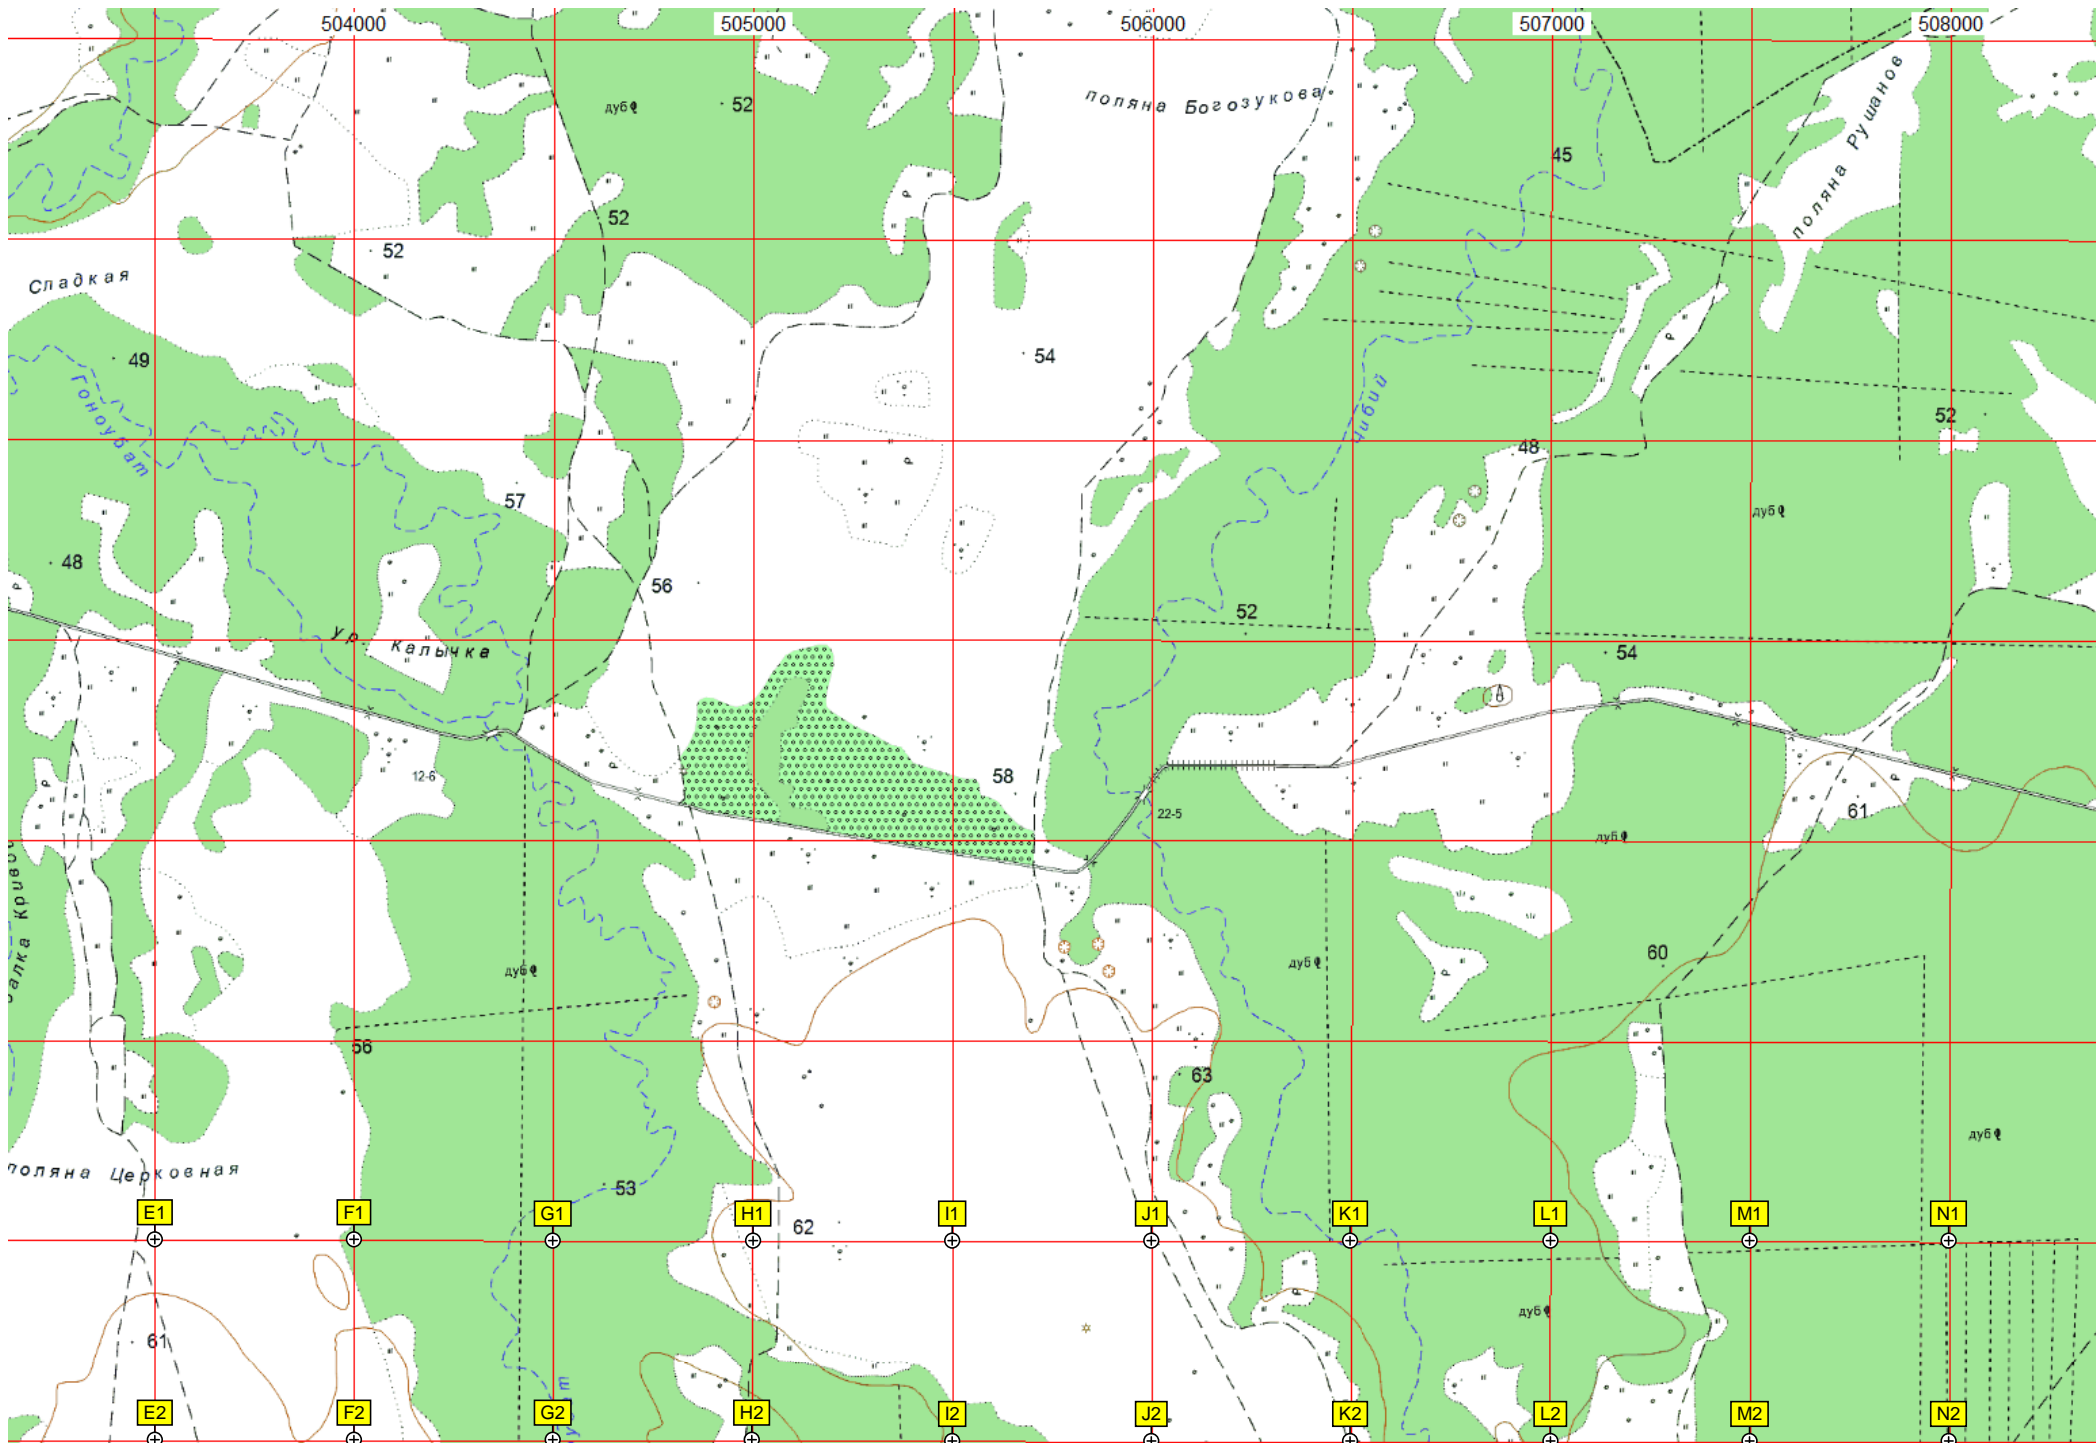 504000 505000 506000 507000 508000
дуб
52
поляна Богозукова
поляна Рушанов
45
52
52
Сладкая
49
54
Гоноубат
Чибий
52
48
57
дуб
48
56
52
ур. Калычка
54
12-6
58
22-5
61
дуб
балка Кривое
60
дуб
дуб
56
63
дуб
поляна Церковная
53
62
E1 F1 G1 H1 I1 J1 K1 L1 M1 N1
дуб
61
E2 F2 G2 H2 I2 J2 K2 L2 M2 N2